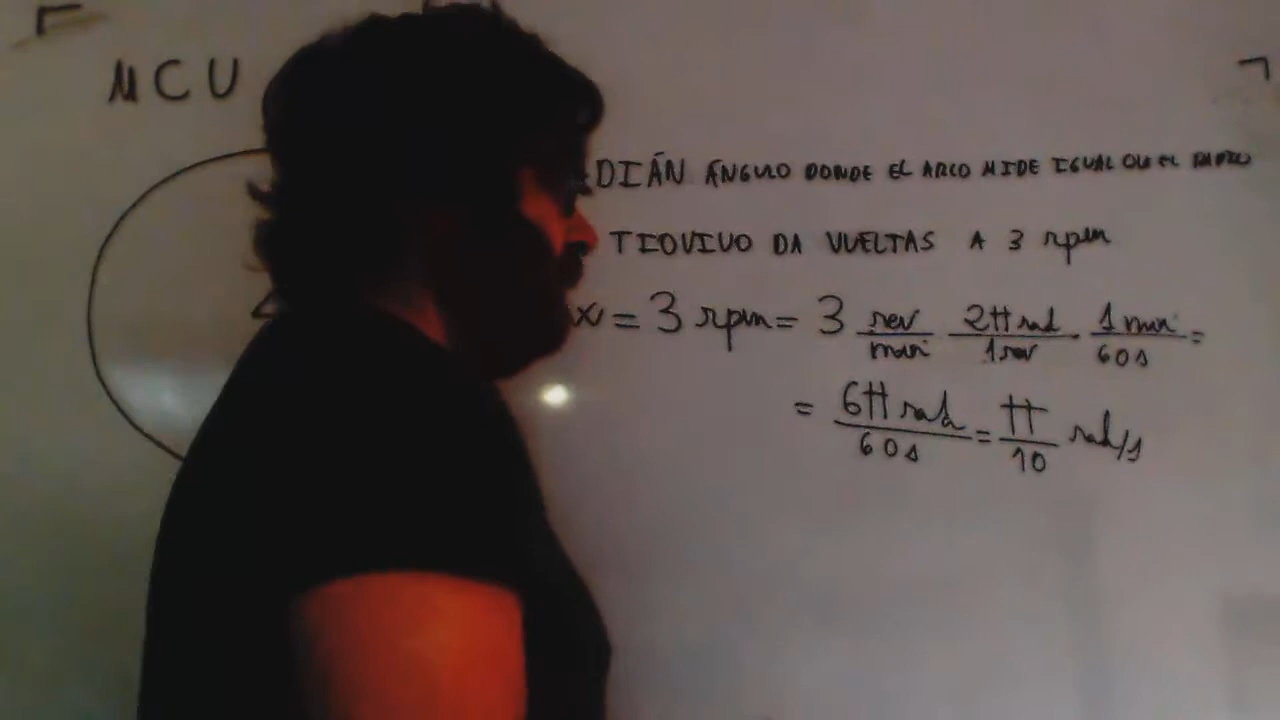 MCU
DIÁN ÁNGULO DONDE EL ARCO MIDE IGUAL QUE EL RADIO
TIOVIVO DA VUELTAS A 3 rpm
w = 3 rpm = 3 rev/min 2π rad/1 rev · 1 min/60 s =
= 6π rad/60 s = π/10 rad/s